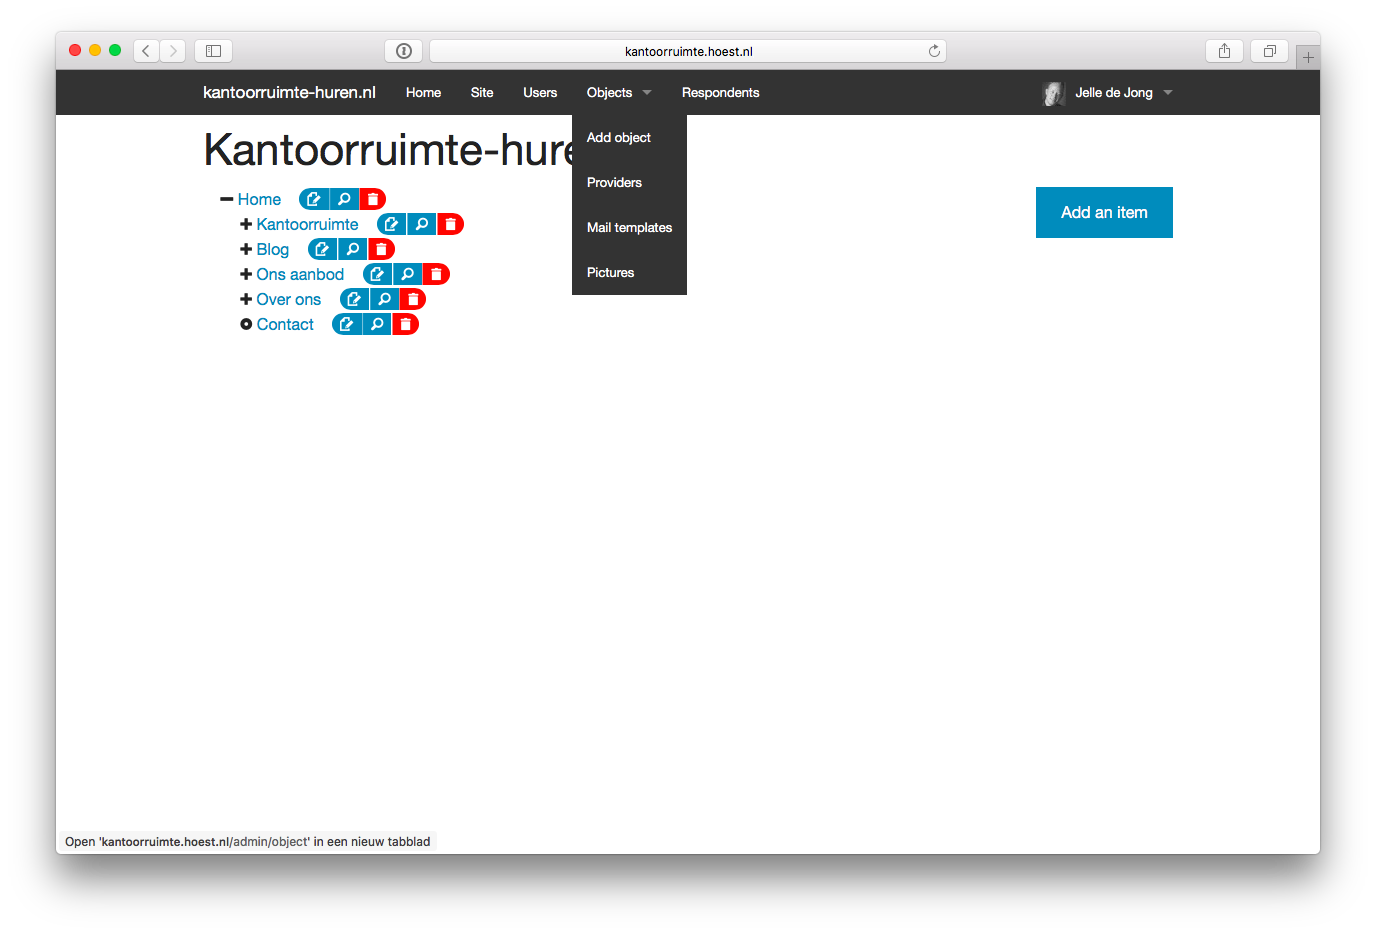 kantoorruimte.hoest.nl
kantoorruimte-huren.nl Home Site Users Objects Respondents Jelle de Jong
Add object
Providers
Mail templates
Pictures
Kantoorruimte-hure
Home
Kantoorruimte
Blog
Ons aanbod
Over ons
Contact
Add an item
Open 'kantoorruimte.hoest.nl/admin/object' in een nieuw tabblad